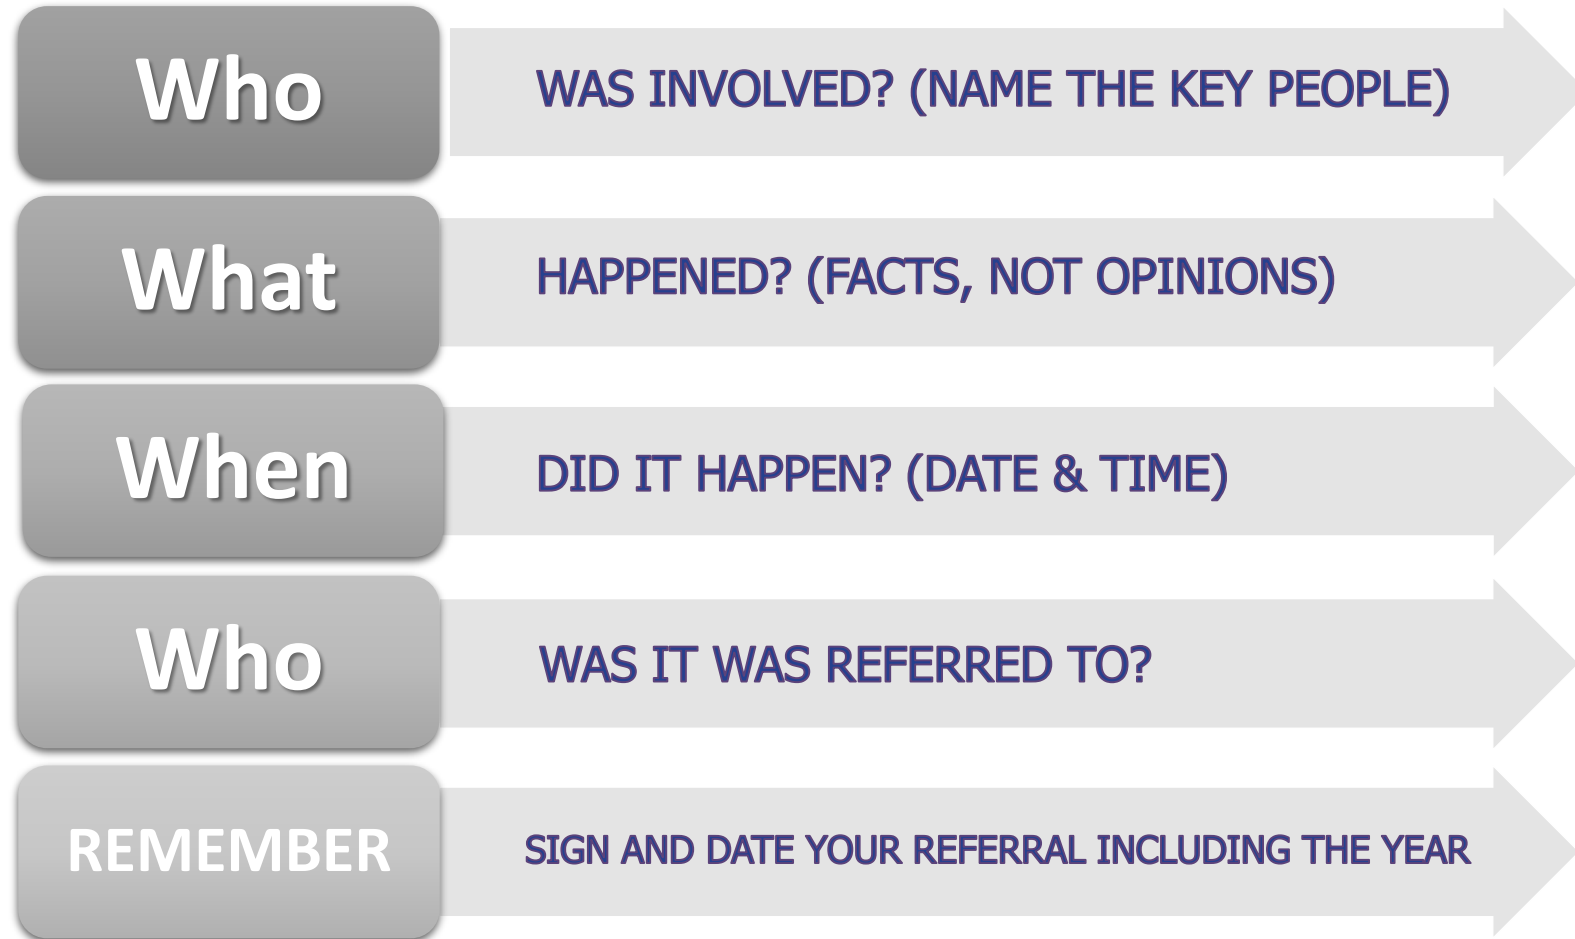 Who
WAS INVOLVED? (NAME THE KEY PEOPLE)
What
HAPPENED? (FACTS, NOT OPINIONS)
When
DID IT HAPPEN? (DATE & TIME)
Who
WAS IT WAS REFERRED TO?
REMEMBER
SIGN AND DATE YOUR REFERRAL INCLUDING THE YEAR